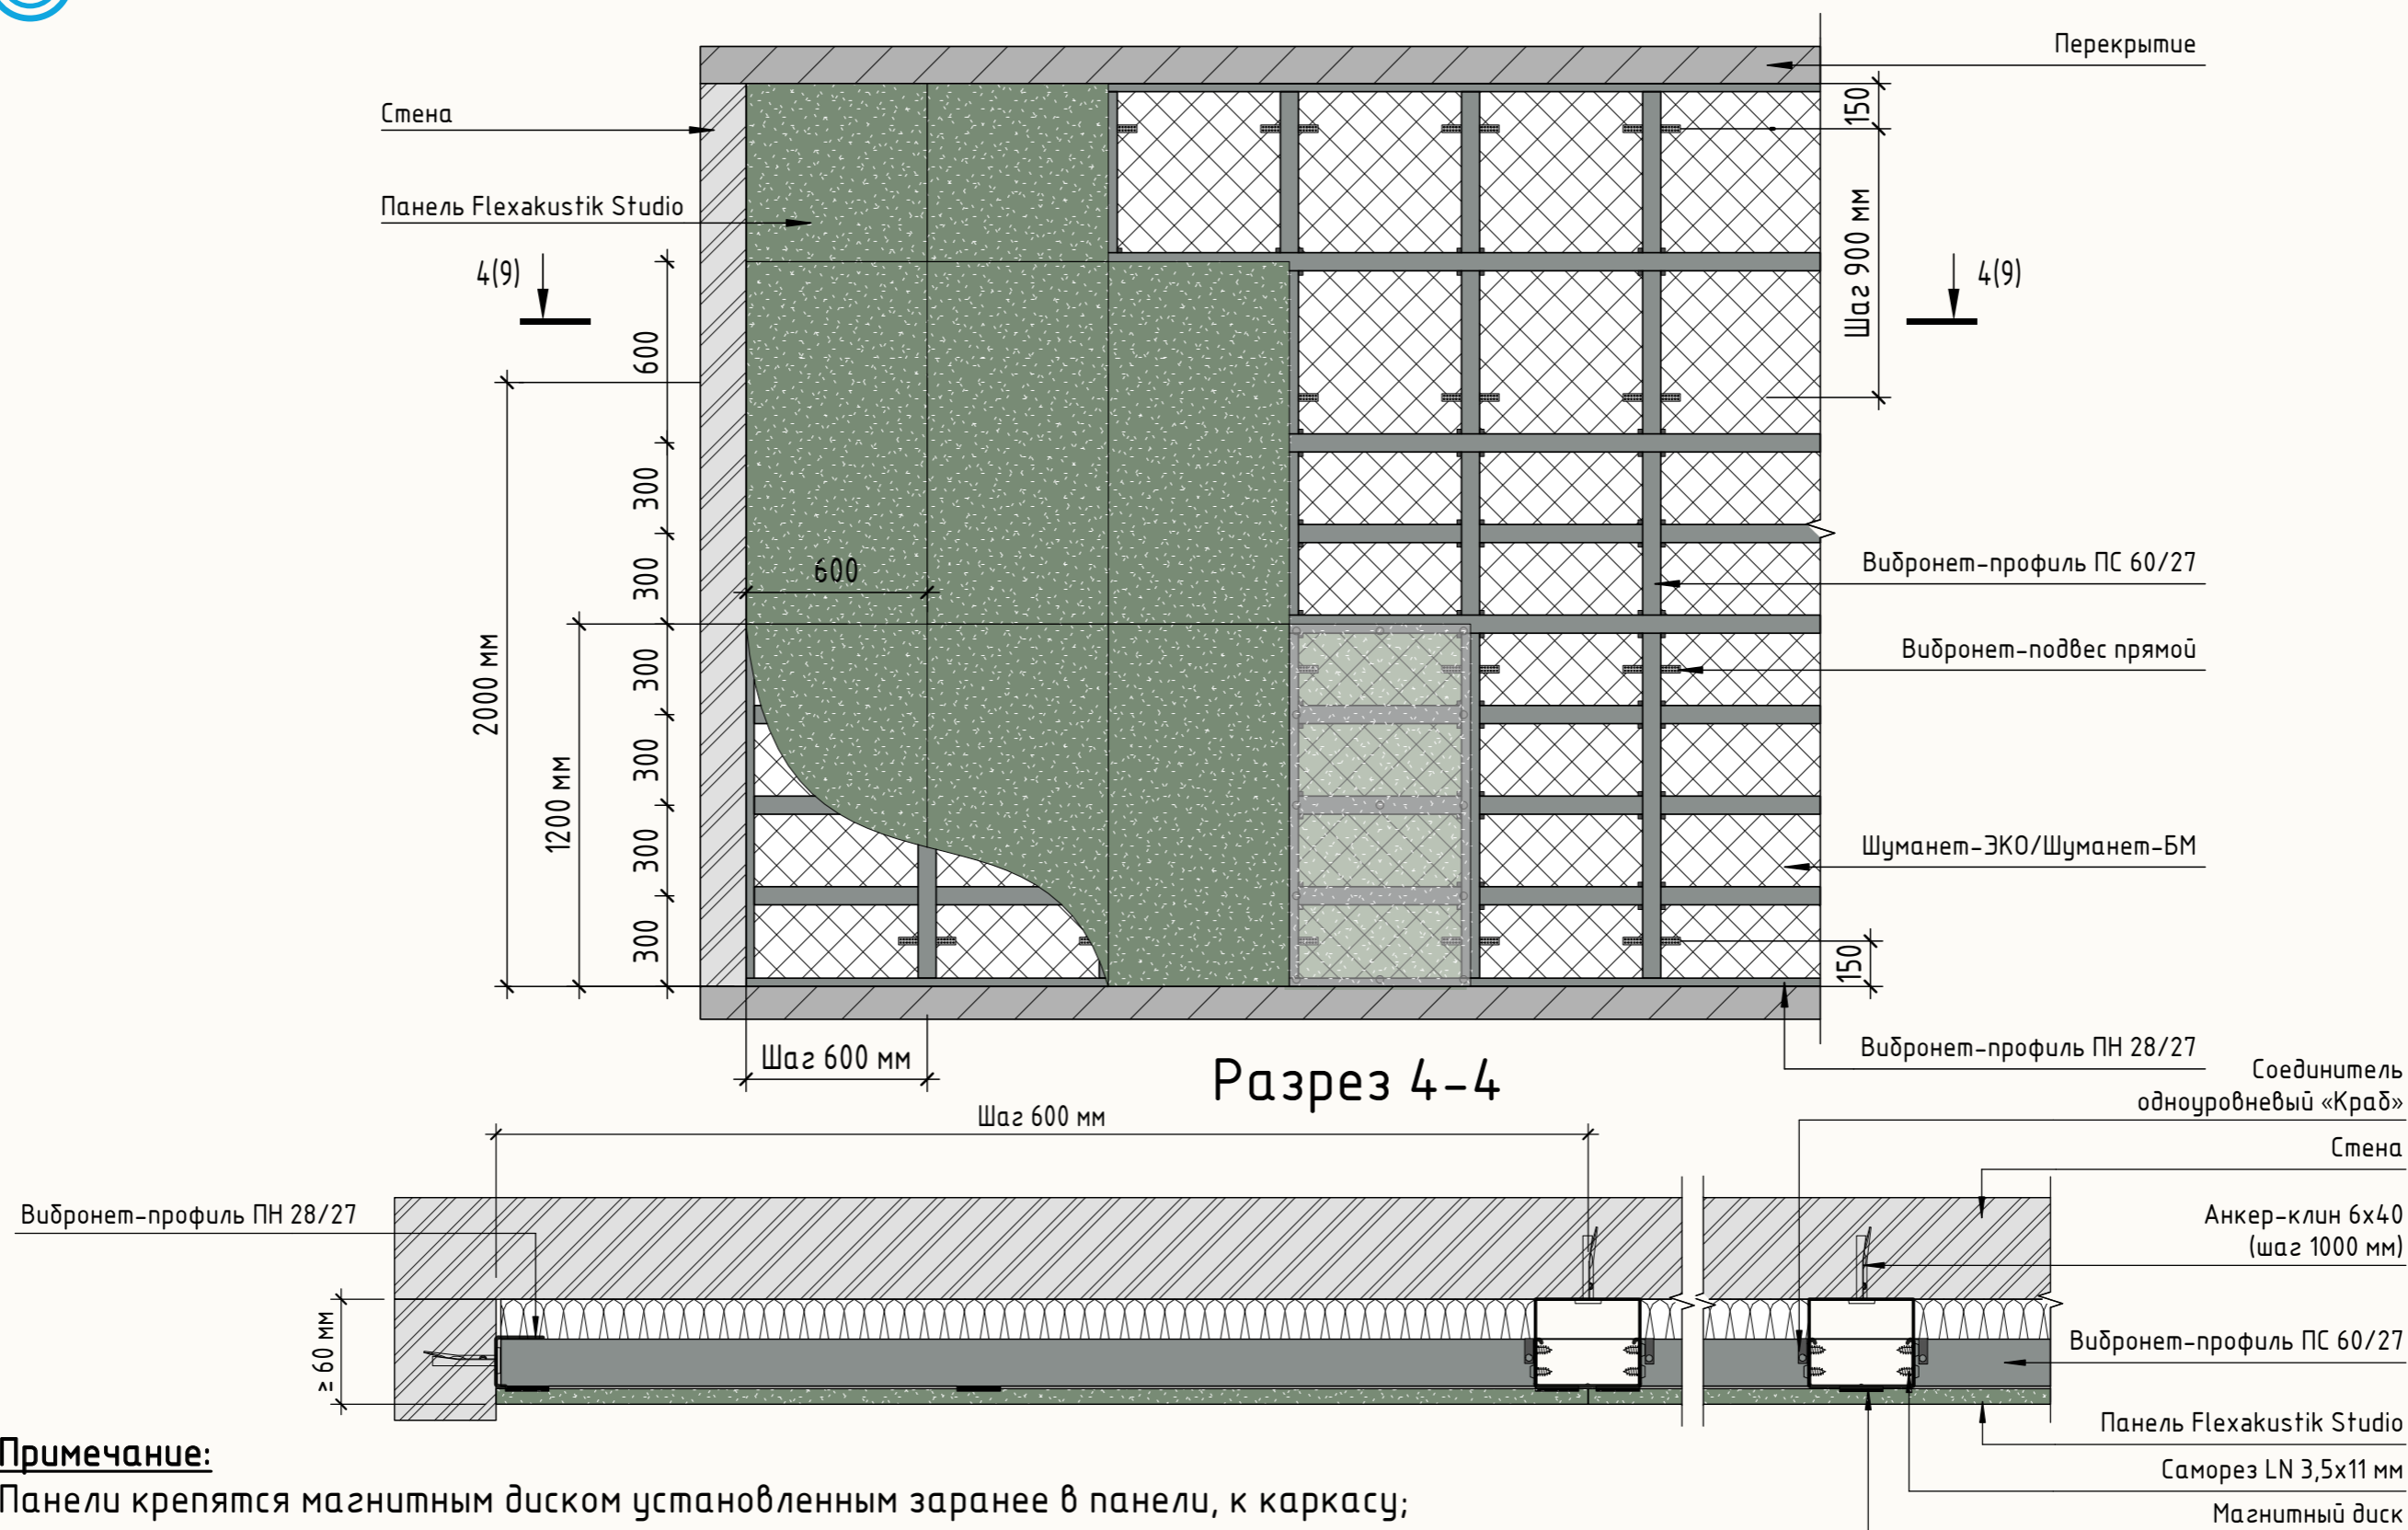 Перекрытие
Стена
150
Панель Flexakustik Studio
4(9)
4(9)
Шаг 900 мм
600
300
600
300
Вибронет-профиль ПС 60/27
2000 мм
1200 мм
300
Вибронет-подвес прямой
300
300
Шуманет-ЭКО/Шуманет-БМ
300
150
Шаг 600 мм
Вибронет-профиль ПН 28/27
Разрез 4-4
Соединитель
одноуровневый «Краб»
Шаг 600 мм
Стена
Вибронет-профиль ПН 28/27
Анкер-клин 6х40
(шаг 1000 мм)
≥ 60 мм
Вибронет-профиль ПС 60/27
Панель Flexakustik Studio
Саморез LN 3,5х11 мм
Магнитный диск
Примечание:
Панели крепятся магнитным диском установленным заранее в панели, к каркасу;